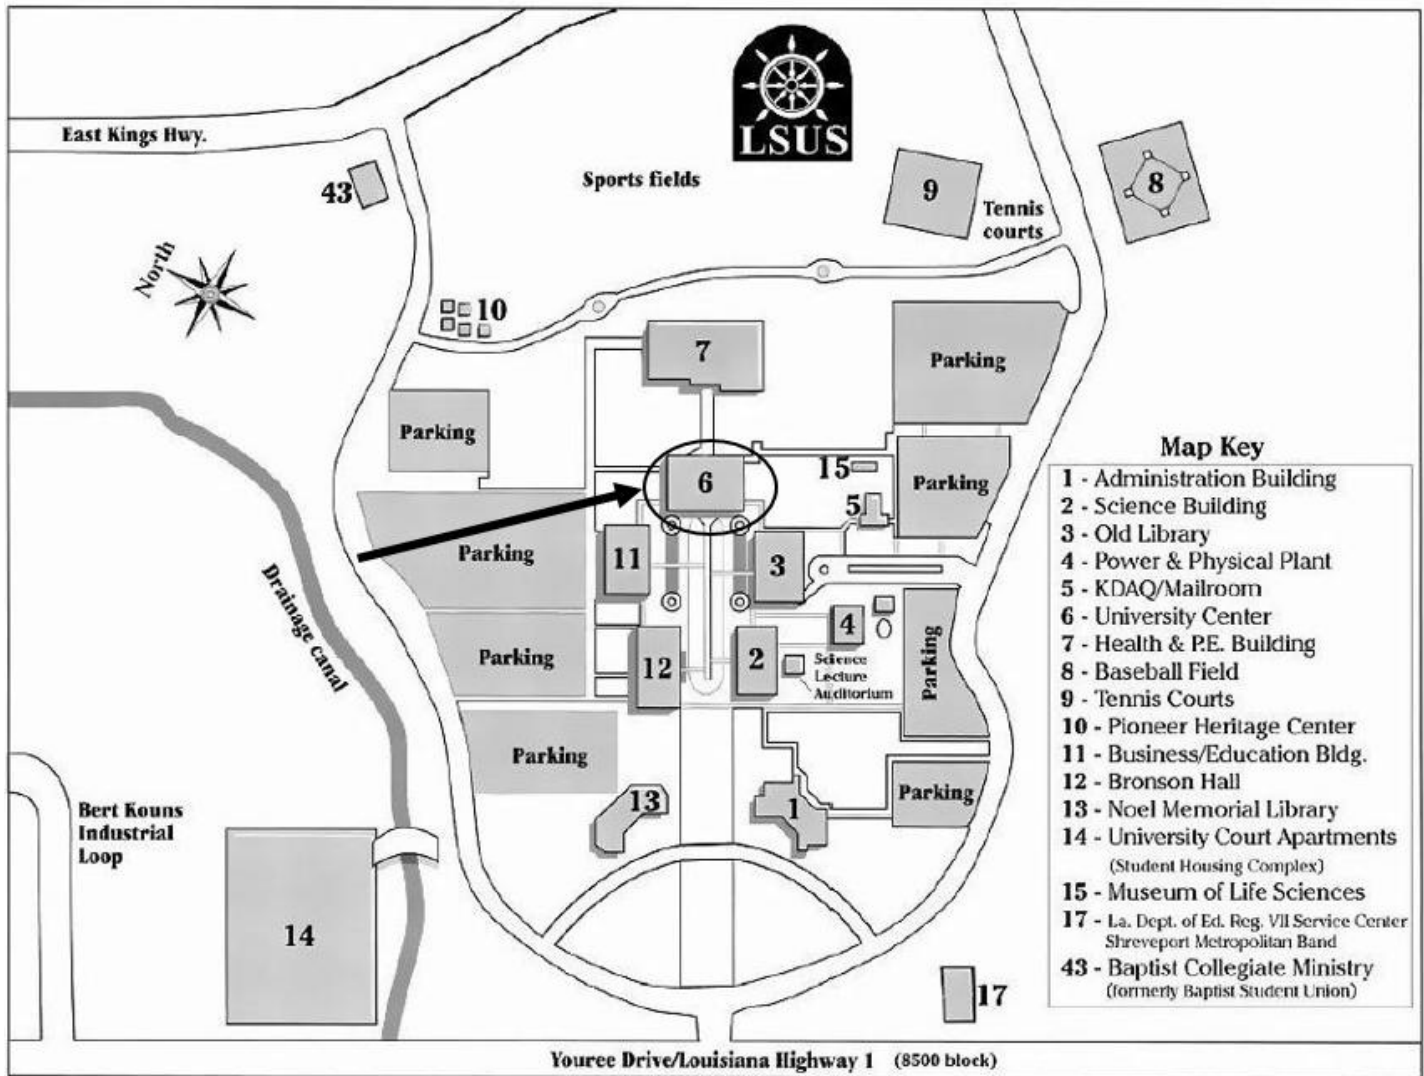 LSUS
East Kings Hwy.
Sports fields
43
9
8
Tennis
courts
North
10
7
Parking
Parking
Parking
6
15
5
Parking
11
3
Drainage canal
4
Parking
12
2
Science
Lecture
Auditorium
Parking
Parking
Parking
13
1
Bert Kouns
Industrial
Loop
14
17
Map Key
1 - Administration Building
2 - Science Building
3 - Old Library
4 - Power & Physical Plant
5 - KDAQ/Mailroom
6 - University Center
7 - Health & P.E. Building
8 - Baseball Field
9 - Tennis Courts
10 - Pioneer Heritage Center
11 - Business/Education Bldg.
12 - Bronson Hall
13 - Noel Memorial Library
14 - University Court Apartments
(Student Housing Complex)
15 - Museum of Life Sciences
17 - La. Dept. of Ed. Reg. VII Service Center
Shreveport Metropolitan Band
43 - Baptist Collegiate Ministry
(formerly Baptist Student Union)
Youree Drive/Louisiana Highway 1 (8500 block)